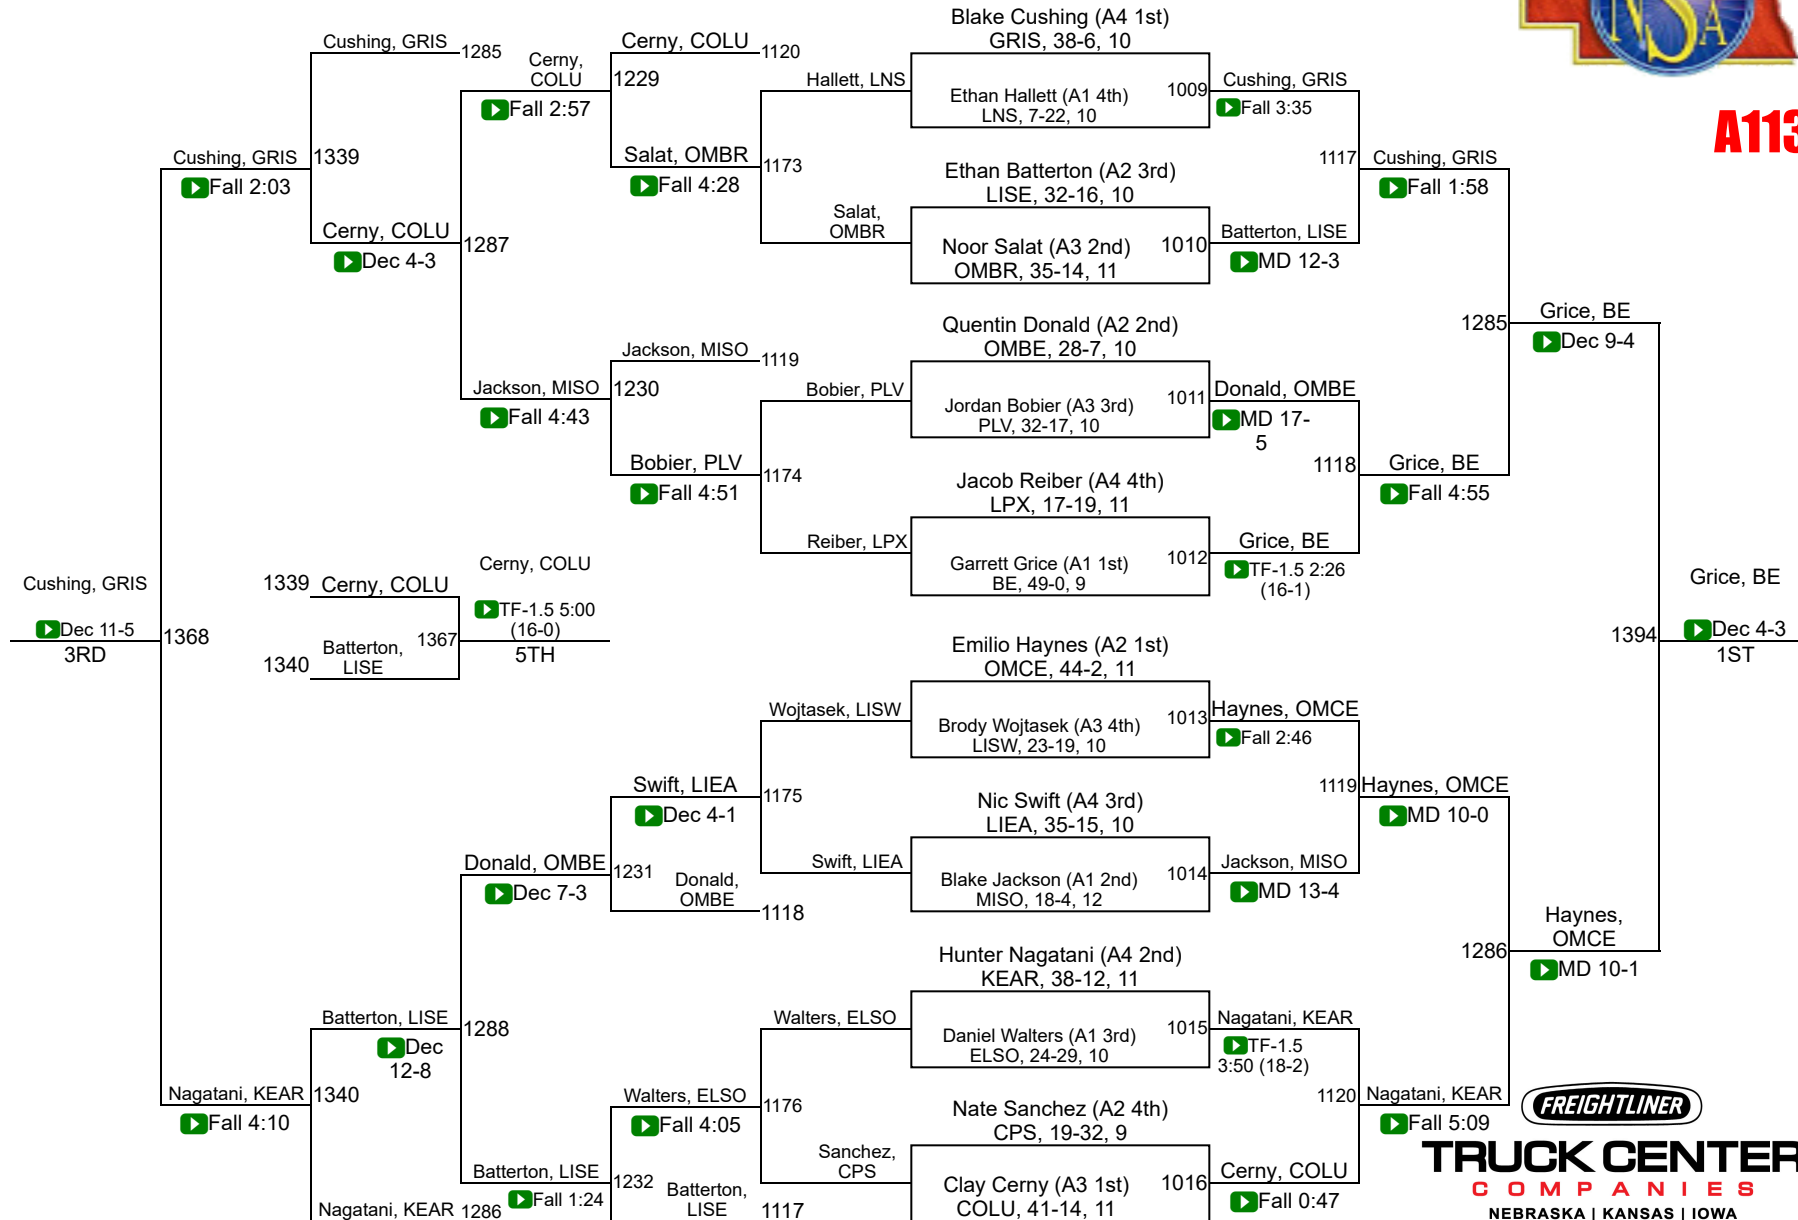 Blake Cushing (A4 1st)
GRIS, 38-6, 10
Ethan Hallett (A1 4th)
LNS, 7-22, 10
1009
Ethan Batterton (A2 3rd)
LISE, 32-16, 10
Noor Salat (A3 2nd)
OMBR, 35-14, 11
1010
Quentin Donald (A2 2nd)
OMBE, 28-7, 10
Jordan Bobier (A3 3rd)
PLV, 32-17, 10
1011
Jacob Reiber (A4 4th)
LPX, 17-19, 11
Garrett Grice (A1 1st)
BE, 49-0, 9
1012
Emilio Haynes (A2 1st)
OMCE, 44-2, 11
Brody Wojtasek (A3 4th)
LISW, 23-19, 10
1013
Nic Swift (A4 3rd)
LIEA, 35-15, 10
Blake Jackson (A1 2nd)
MISO, 18-4, 12
1014
Hunter Nagatani (A4 2nd)
KEAR, 38-12, 11
Daniel Walters (A1 3rd)
ELSO, 24-29, 10
1015
Nate Sanchez (A2 4th)
CPS, 19-32, 9
Clay Cerny (A3 1st)
COLU, 41-14, 11
1016
Cushing, GRIS
Fall 3:35
Batterton, LISE
MD 12-3
Donald, OMBE
MD 17-
5
Grice, BE
TF-1.5 2:26
(16-1)
Haynes, OMCE
Fall 2:46
Jackson, MISO
MD 13-4
Nagatani, KEAR
TF-1.5
3:50 (18-2)
Cerny, COLU
Fall 0:47
1117
Cushing, GRIS
Fall 1:58
1118
Grice, BE
Fall 4:55
1119
Haynes, OMCE
MD 10-0
1120
Nagatani, KEAR
Fall 5:09
1285
Grice, BE
Dec 9-4
1286
Haynes,
OMCE
MD 10-1
1394
Grice, BE
Dec 4-3
1ST
Hallett, LNS
Salat,
OMBR
Bobier, PLV
Reiber, LPX
Wojtasek, LISW
Swift, LIEA
Walters, ELSO
Sanchez,
CPS
Cerny, COLU
1120
Salat, OMBR
Fall 4:28
1173
Jackson, MISO
1119
Bobier, PLV
Fall 4:51
1174
Swift, LIEA
Dec 4-1
1175
Donald,
OMBE
1118
Walters, ELSO
Fall 4:05
1176
Batterton,
LISE
1117
Cerny,
COLU
Fall 2:57
1229
Jackson, MISO
Fall 4:43
1230
Donald, OMBE
Dec 7-3
1231
Batterton, LISE
Fall 1:24
1232
Cushing, GRIS
1285
Cerny, COLU
Dec 4-3
1287
Batterton, LISE
Dec
12-8
1288
Nagatani, KEAR
1286
Cushing, GRIS
Fall 2:03
1339
Nagatani, KEAR
Fall 4:10
1340
Cushing, GRIS
Dec 11-5
3RD
1368
1339
Cerny, COLU
1340
Batterton,
LISE
1367
Cerny, COLU
TF-1.5 5:00
(16-0)
5TH
NSA
A113
FREIGHTLINER
TRUCK CENTER
COMPANIES
NEBRASKA | KANSAS | IOWA